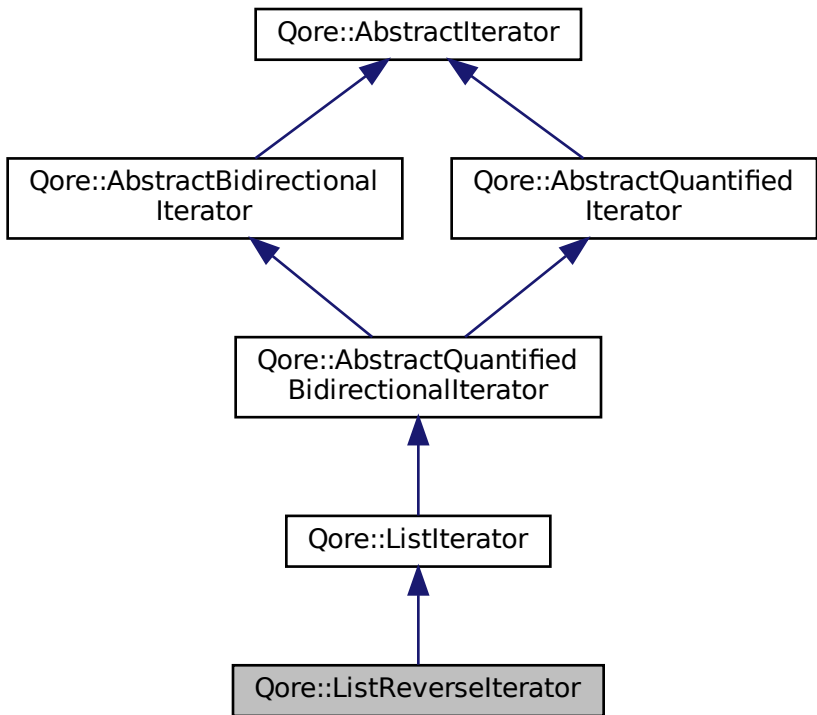 Qore::AbstractIterator
Qore::AbstractBidirectional
Iterator
Qore::AbstractQuantified
Iterator
Qore::AbstractQuantified
BidirectionalIterator
Qore::ListIterator
Qore::ListReverseIterator